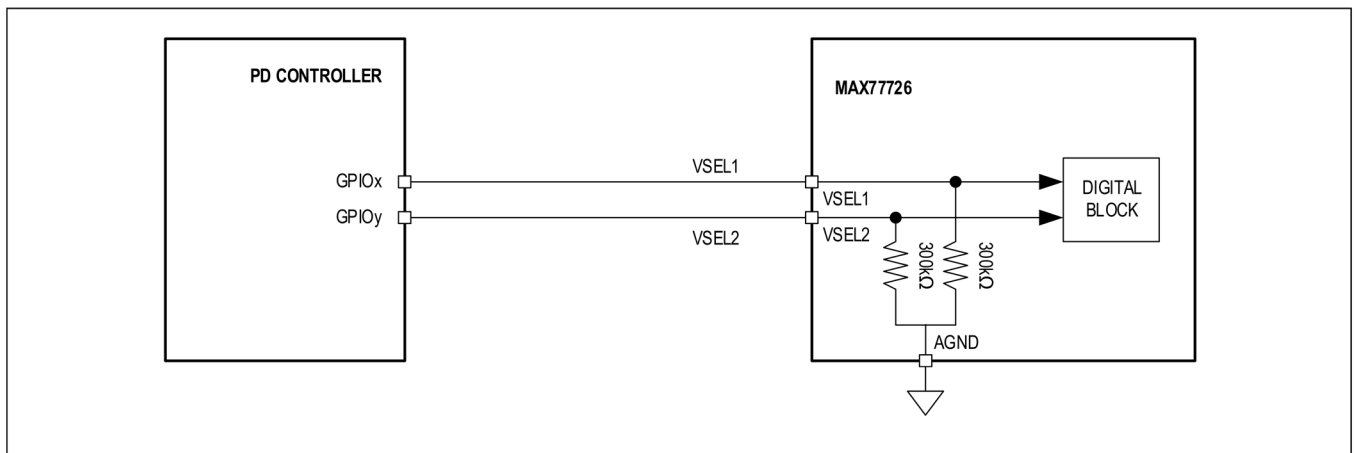 PD CONTROLLER
MAX77726
GPIOx
VSEL1
VSEL1
DIGITAL
BLOCK
GPIOy
VSEL2
VSEL2
300kΩ
300kΩ
AGND